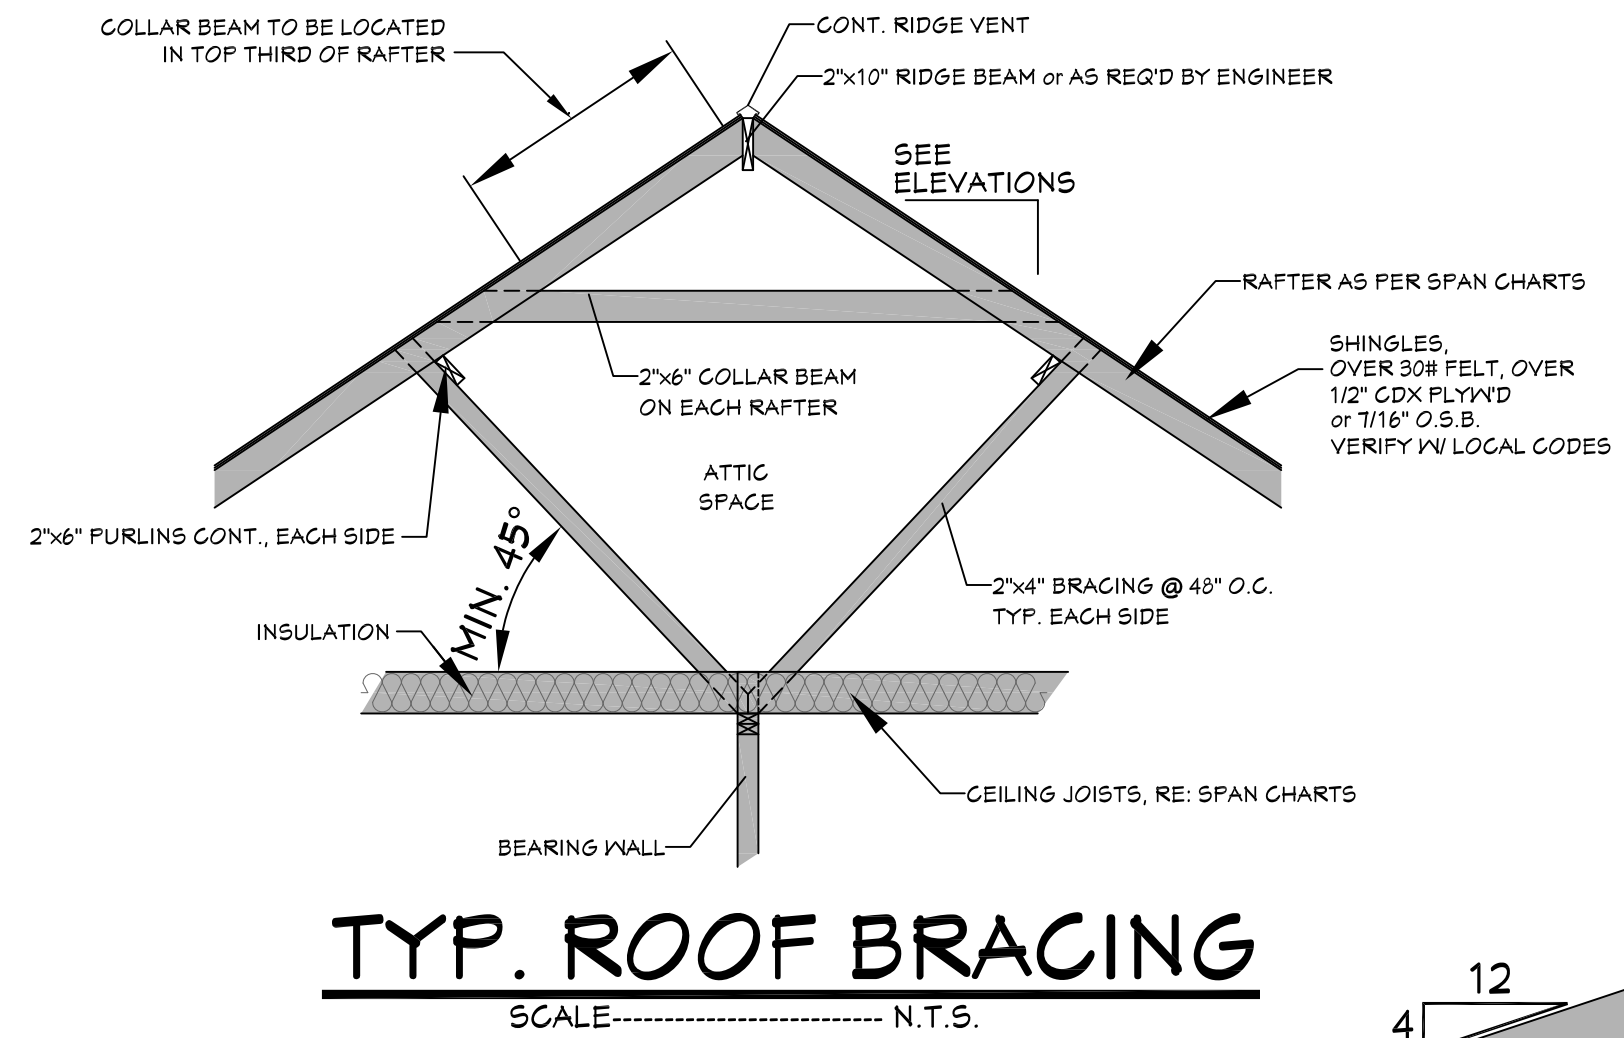 COLLAR BEAM TO BE LOCATED
IN TOP THIRD OF RAFTER
CONT. RIDGE VENT
2"x10" RIDGE BEAM or AS REQ'D BY ENGINEER
SEE
ELEVATIONS
RAFTER AS PER SPAN CHARTS
SHINGLES,
OVER 30# FELT, OVER
1/2" CDX PLYW'D
or 7/16" O.S.B.
VERIFY W/ LOCAL CODES
2"x6" COLLAR BEAM
ON EACH RAFTER
ATTIC
SPACE
2"x6" PURLINS CONT., EACH SIDE
MIN. 45°
2"x4" BRACING @ 48" O.C.
TYP. EACH SIDE
INSULATION
CEILING JOISTS, RE: SPAN CHARTS
BEARING WALL
TYP. ROOF BRACING
SCALE-------------------------- N.T.S.
12
4